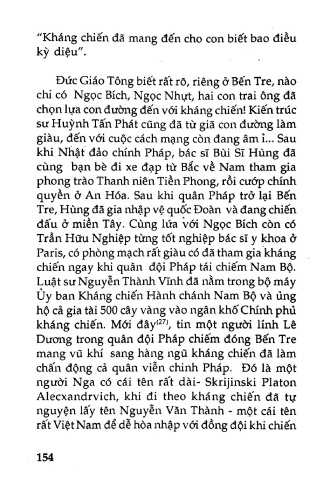 “Kháng chiến đã mang đến cho con biết bao điều
kỳ diệu”.
Đức Giáo Tông biết rất rõ, riêng ở Bến Tre, nào
chỉ có Ngọc Bích, Ngọc Nhựt, hai con trai ông đã
chọn lựa con đường đến với kháng chiến! Kiến trúc
sư Huỳnh Tấn Phát cũng đã từ giã con đường làm
giàu, đến với cuộc cách mạng còn đang âm ỉ... Sau
khi Nhật đảo chính Pháp, bác sĩ Bùi Sĩ Hùng đã
cùng bạn bè đi xe đạp từ Bắc về Nam tham gia
phong trào Thanh niên Tiền Phong, rồi cướp chính
quyền ở An Hóa. Sau khi quân Pháp trở lại Bến
Tre, Hùng đã gia nhập vệ quốc Đoàn và đang chiến
đấu ở miền Tây. Cùng lứa với Ngọc Bích còn có
Trần Hữu Nghiệp từng tốt nghiệp bác sĩ y khoa ở
Paris, có phòng mạch rất giàu có đã tham gia kháng
chiến ngay khi quân đội Pháp tái chiếm Nam Bộ.
Luật sư Nguyễn Thành Vĩnh đã nằm trong bộ máy
Ủy ban Kháng chiến Hành chánh Nam Bộ và ủng
hộ cả gia tài 500 cây vàng vào ngân khố Chính phủ
kháng chiến. Mới đây(27), tin một người lính Lê
Dương trong quân đội Pháp chiếm đóng Bến Tre
mang vũ khí sang hàng ngũ kháng chiến đã làm
chấn động cả quân viễn chinh Pháp. Đó là một
người Nga có cái tên rất dài- Skrijinski Platon
Alecxandrvich, khi đi theo kháng chiến đã tự
nguyện lấy tên Nguyễn Văn Thành - một cái tên
rất Việt Nam để dễ hòa nhập với đồng đội khi chiến
154